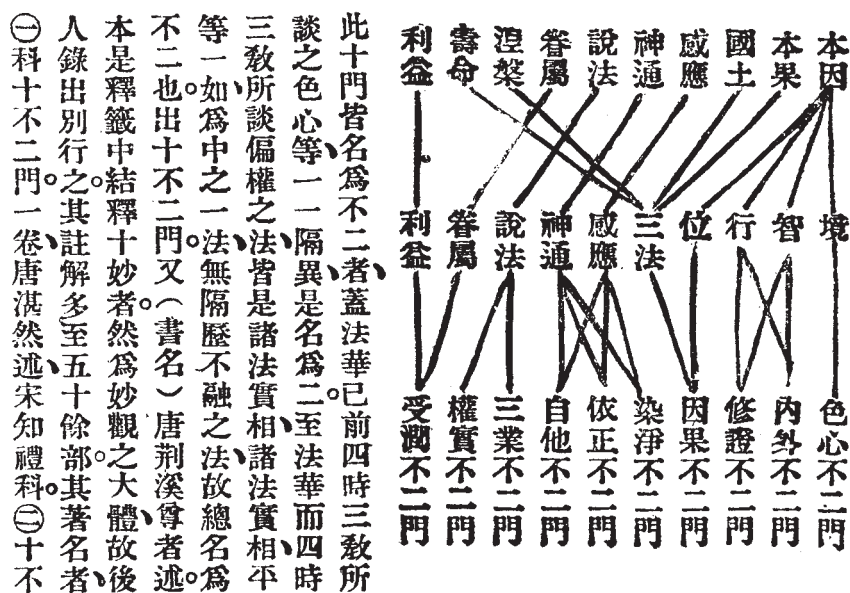 本因
本果
國土
感應
神通
說法
眷屬
涅槃
壽命
利益
境
智
行
位
三法
感應
神通
說法
眷屬
利益
色心不二門
內外不二門
修證不二門
因果不二門
染淨不二門
依正不二門
自他不二門
三業不二門
權實不二門
受潤不二門
此十門皆名爲不二者、蓋法華已前四時三敎所
談之色心等、一一隔異、是名爲二。至法華而四時
三敎所談偏權之法、皆是諸法實相、諸法實相、平
等一如、爲中之一法、無隔歷不融之法、故總名爲
不二也。出十不二門。又(書名)唐荆溪尊者述。
本是釋籤中結釋十妙者。然爲妙觀之大體、故後
人錄出別行之。其註解多、至五十餘部。其著名者、
㊀科十不二門。一卷、唐湛然述、宋知禮科。㊁十不